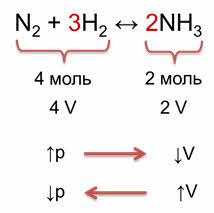 N₂ + 3H₂ ↔ 2NH₃
4 моль 2 моль
4 V 2 V
↑p → ↓V
↓p ← ↑V